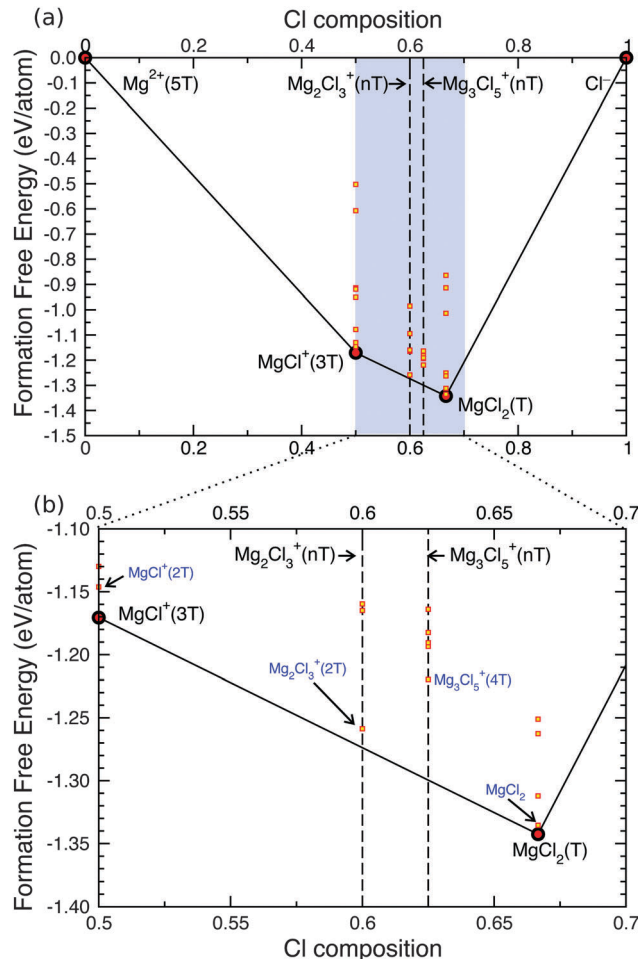 (a)
Cl composition
0 0.2 0.4 0.6 0.8 1
0.0
-0.1
-0.2
-0.3
-0.4
-0.5
-0.6
-0.7
-0.8
-0.9
-1.0
-1.1
-1.2
-1.3
-1.4
-1.5
Formation Free Energy (eV/atom)
Mg²⁺(5T)
Mg₂Cl₃⁺(nT)
Mg₃Cl₅⁺(nT)
Cl⁻
MgCl⁺(3T)
MgCl₂(T)
0 0.2 0.4 0.6 0.8 1
(b)
0.5 0.55 0.6 0.65 0.7
-1.10
-1.15
-1.20
-1.25
-1.30
-1.35
-1.40
Formation Free Energy (eV/atom)
Mg₂Cl₃⁺(nT)
Mg₃Cl₅⁺(nT)
MgCl⁺(2T)
MgCl⁺(3T)
Mg₂Cl₃⁺(2T)
Mg₃Cl₅⁺(4T)
MgCl₂
MgCl₂(T)
0.5 0.55 0.6 0.65 0.7
Cl composition